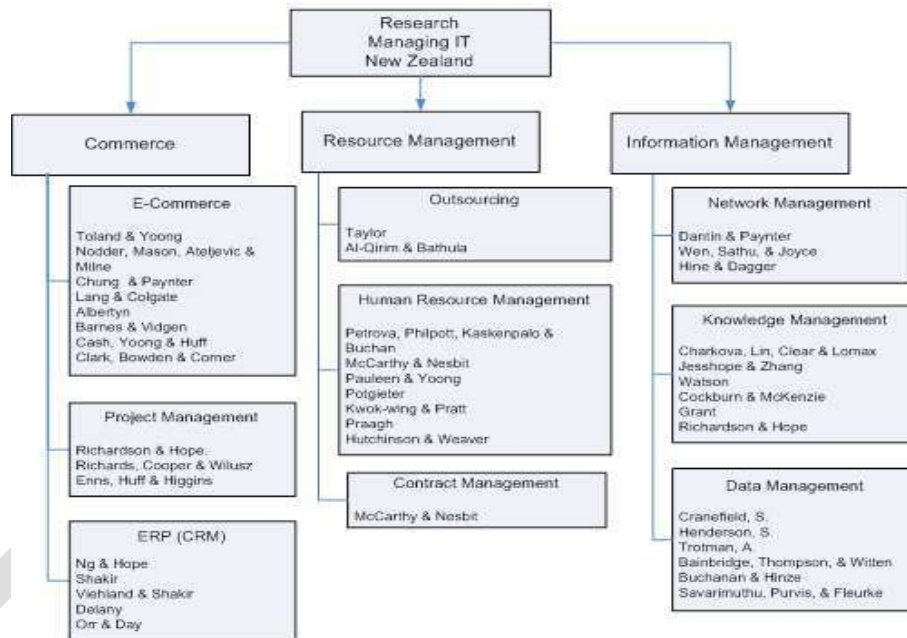 Research
Managing IT
New Zealand
Commerce
E-Commerce
Toland & Yoong
Nodder, Mason, Ateljevic &
Milne
Chung & Paynter
Lang & Colgate
Albertyn
Barnes & Vidgen
Cash, Yoong & Huff
Clark, Bowden & Corner
Project Management
Richardson & Hope.
Richards, Cooper & Wilusz
Enns, Huff & Higgins
ERP (CRM)
Ng & Hope
Shakir
Viehland & Shakir
Delany
Orr & Day
Resource Management
Outsourcing
Taylor
Al-Qirim & Bathula
Human Resource Management
Petrova, Philpott, Kaskenpalo &
Buchan
McCarthy & Nesbit
Pauleen & Yoong
Potgieter
Kwok-wing & Pratt
Praagh
Hutchinson & Weaver
Contract Management
McCarthy & Nesbit
Information Management
Network Management
Dantin & Paynter
Wen, Sathu, & Joyce
Hine & Dagger
Knowledge Management
Charkova, Lin, Clear & Lomax
Jesshope & Zhang
Watson
Cockburn & McKenzie
Grant
Richardson & Hope
Data Management
Cranefield, S.
Henderson, S.
Trotman, A.
Bainbridge, Thompson, & Witten
Buchanan & Hinze
Savarimuthu, Purvis, & Fleurke